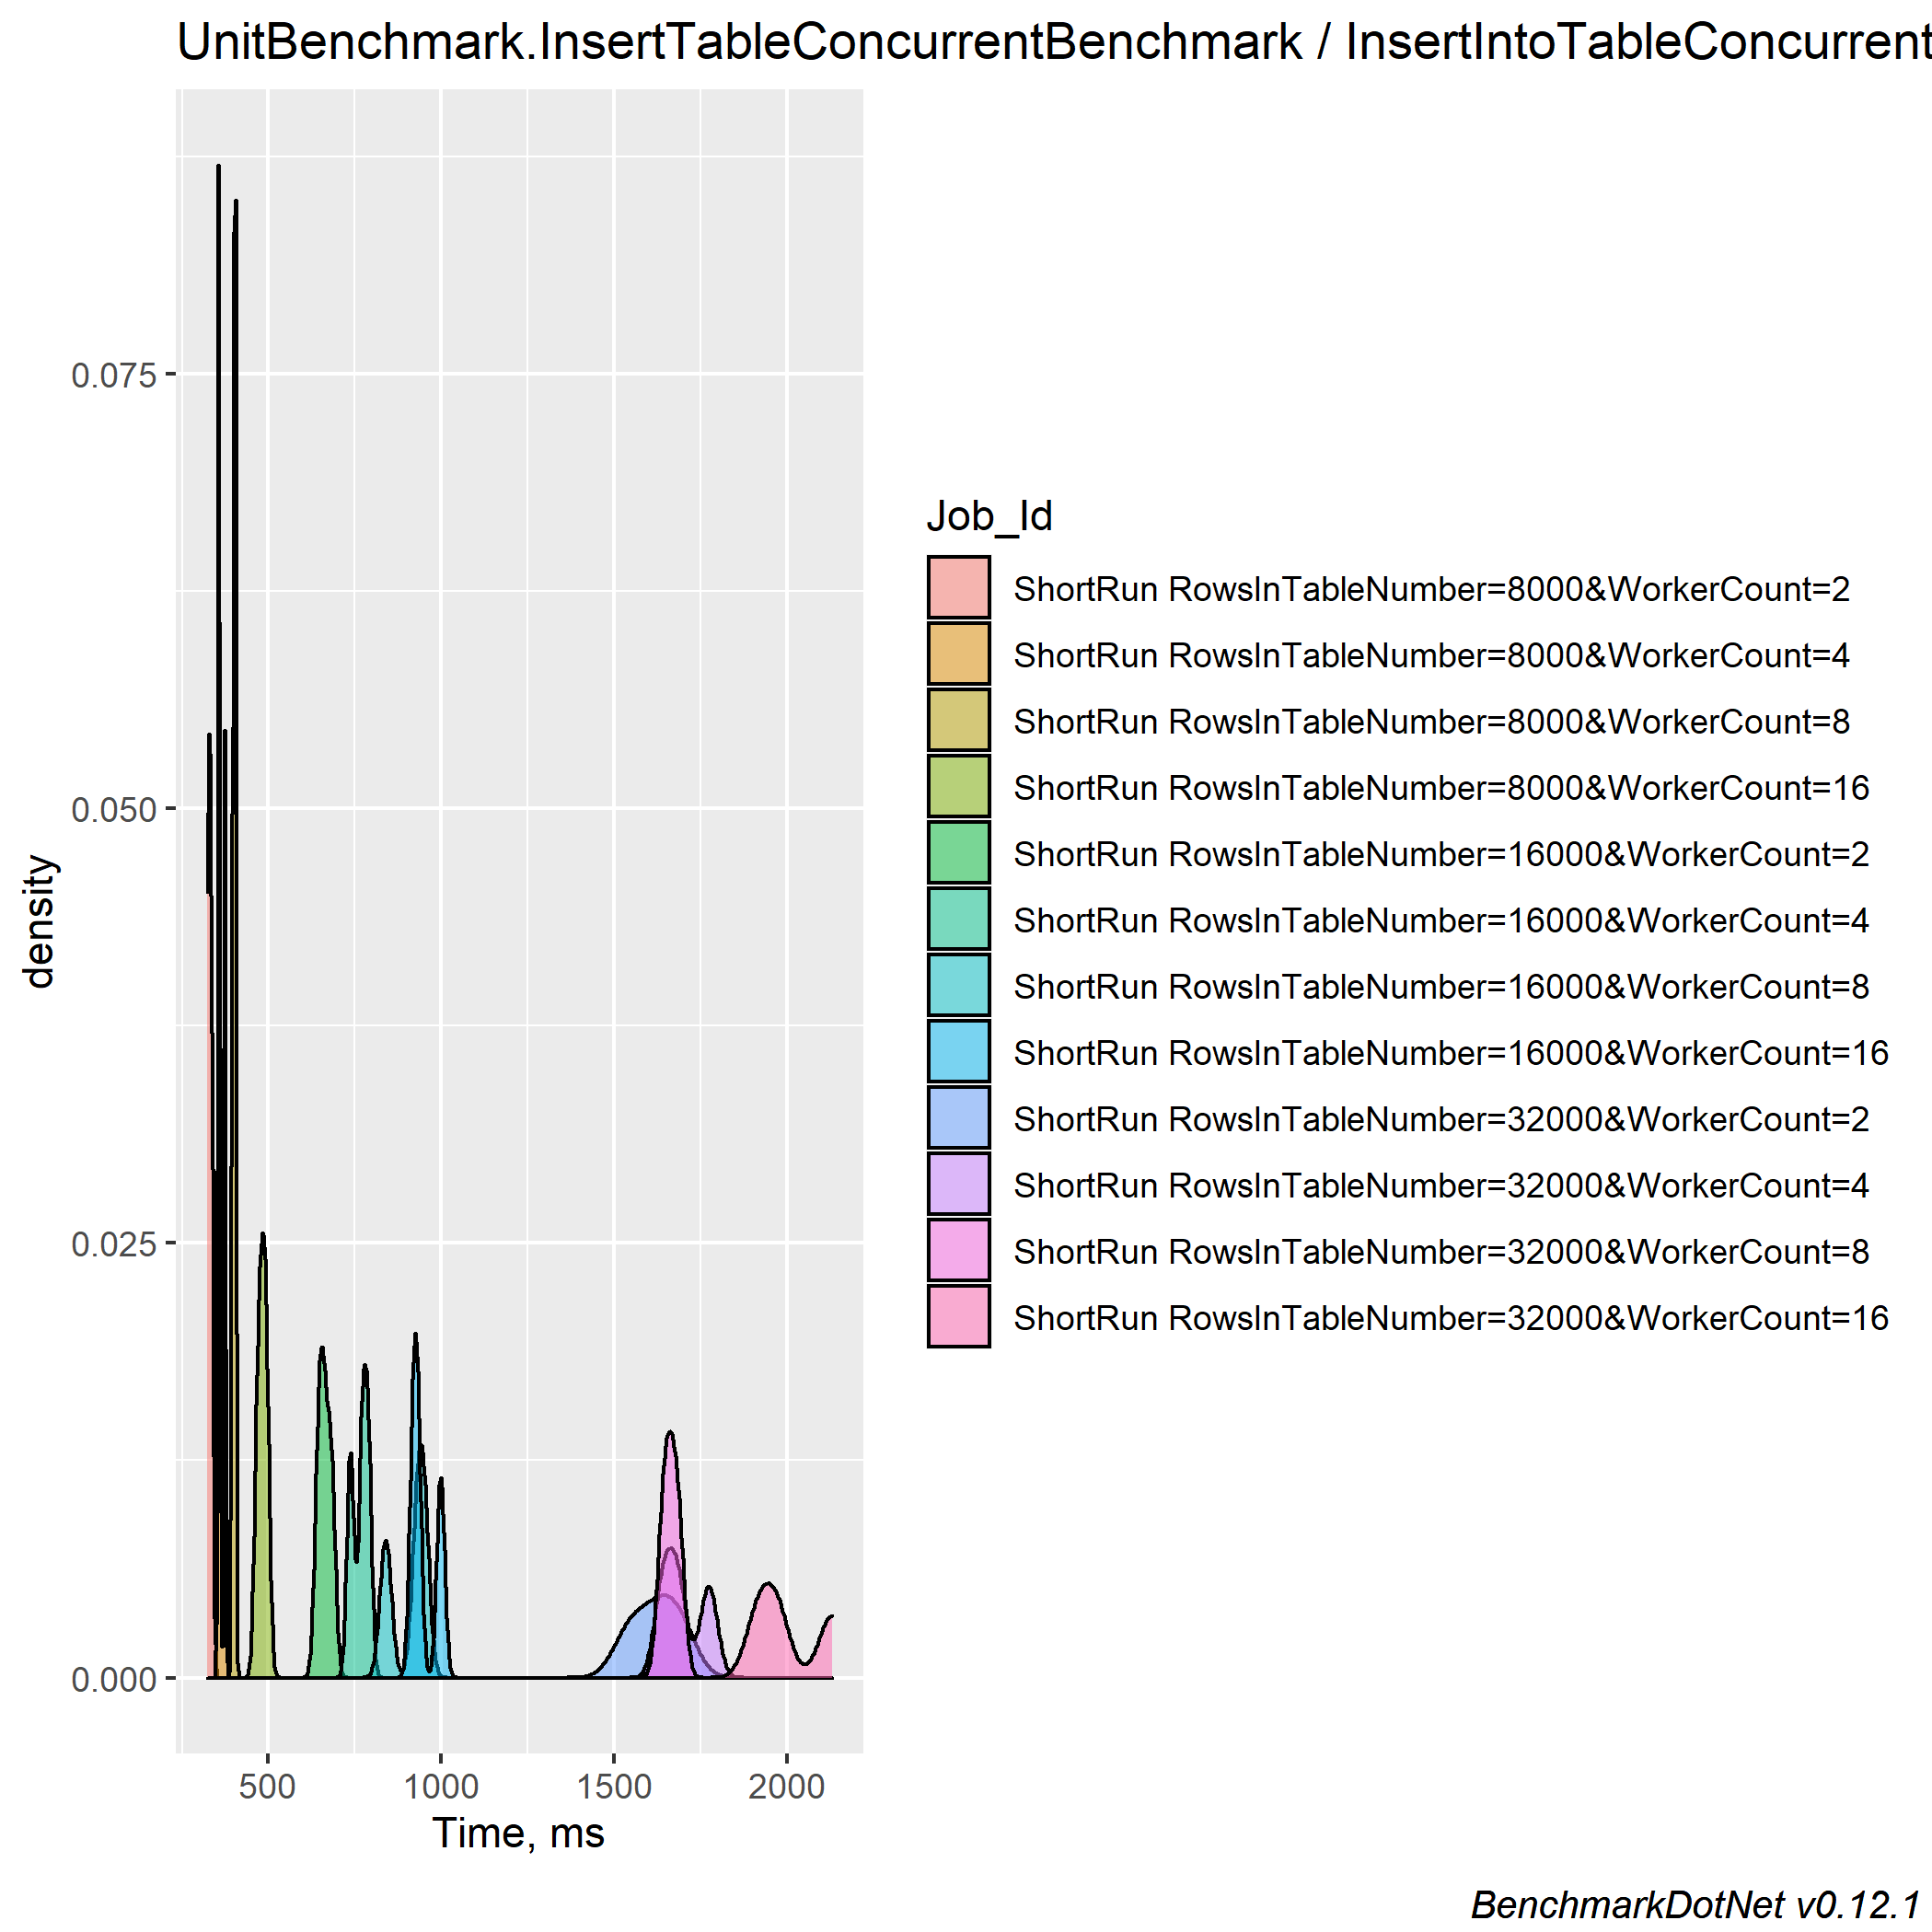 UnitBenchmark.InsertTableConcurrentBenchmark / InsertIntoTableConcurrent
0.075
0.050
0.025
0.000
density
500 1000 1500 2000
Time, ms
Job_Id
ShortRun RowsInTableNumber=8000&WorkerCount=2
ShortRun RowsInTableNumber=8000&WorkerCount=4
ShortRun RowsInTableNumber=8000&WorkerCount=8
ShortRun RowsInTableNumber=8000&WorkerCount=16
ShortRun RowsInTableNumber=16000&WorkerCount=2
ShortRun RowsInTableNumber=16000&WorkerCount=4
ShortRun RowsInTableNumber=16000&WorkerCount=8
ShortRun RowsInTableNumber=16000&WorkerCount=16
ShortRun RowsInTableNumber=32000&WorkerCount=2
ShortRun RowsInTableNumber=32000&WorkerCount=4
ShortRun RowsInTableNumber=32000&WorkerCount=8
ShortRun RowsInTableNumber=32000&WorkerCount=16
BenchmarkDotNet v0.12.1